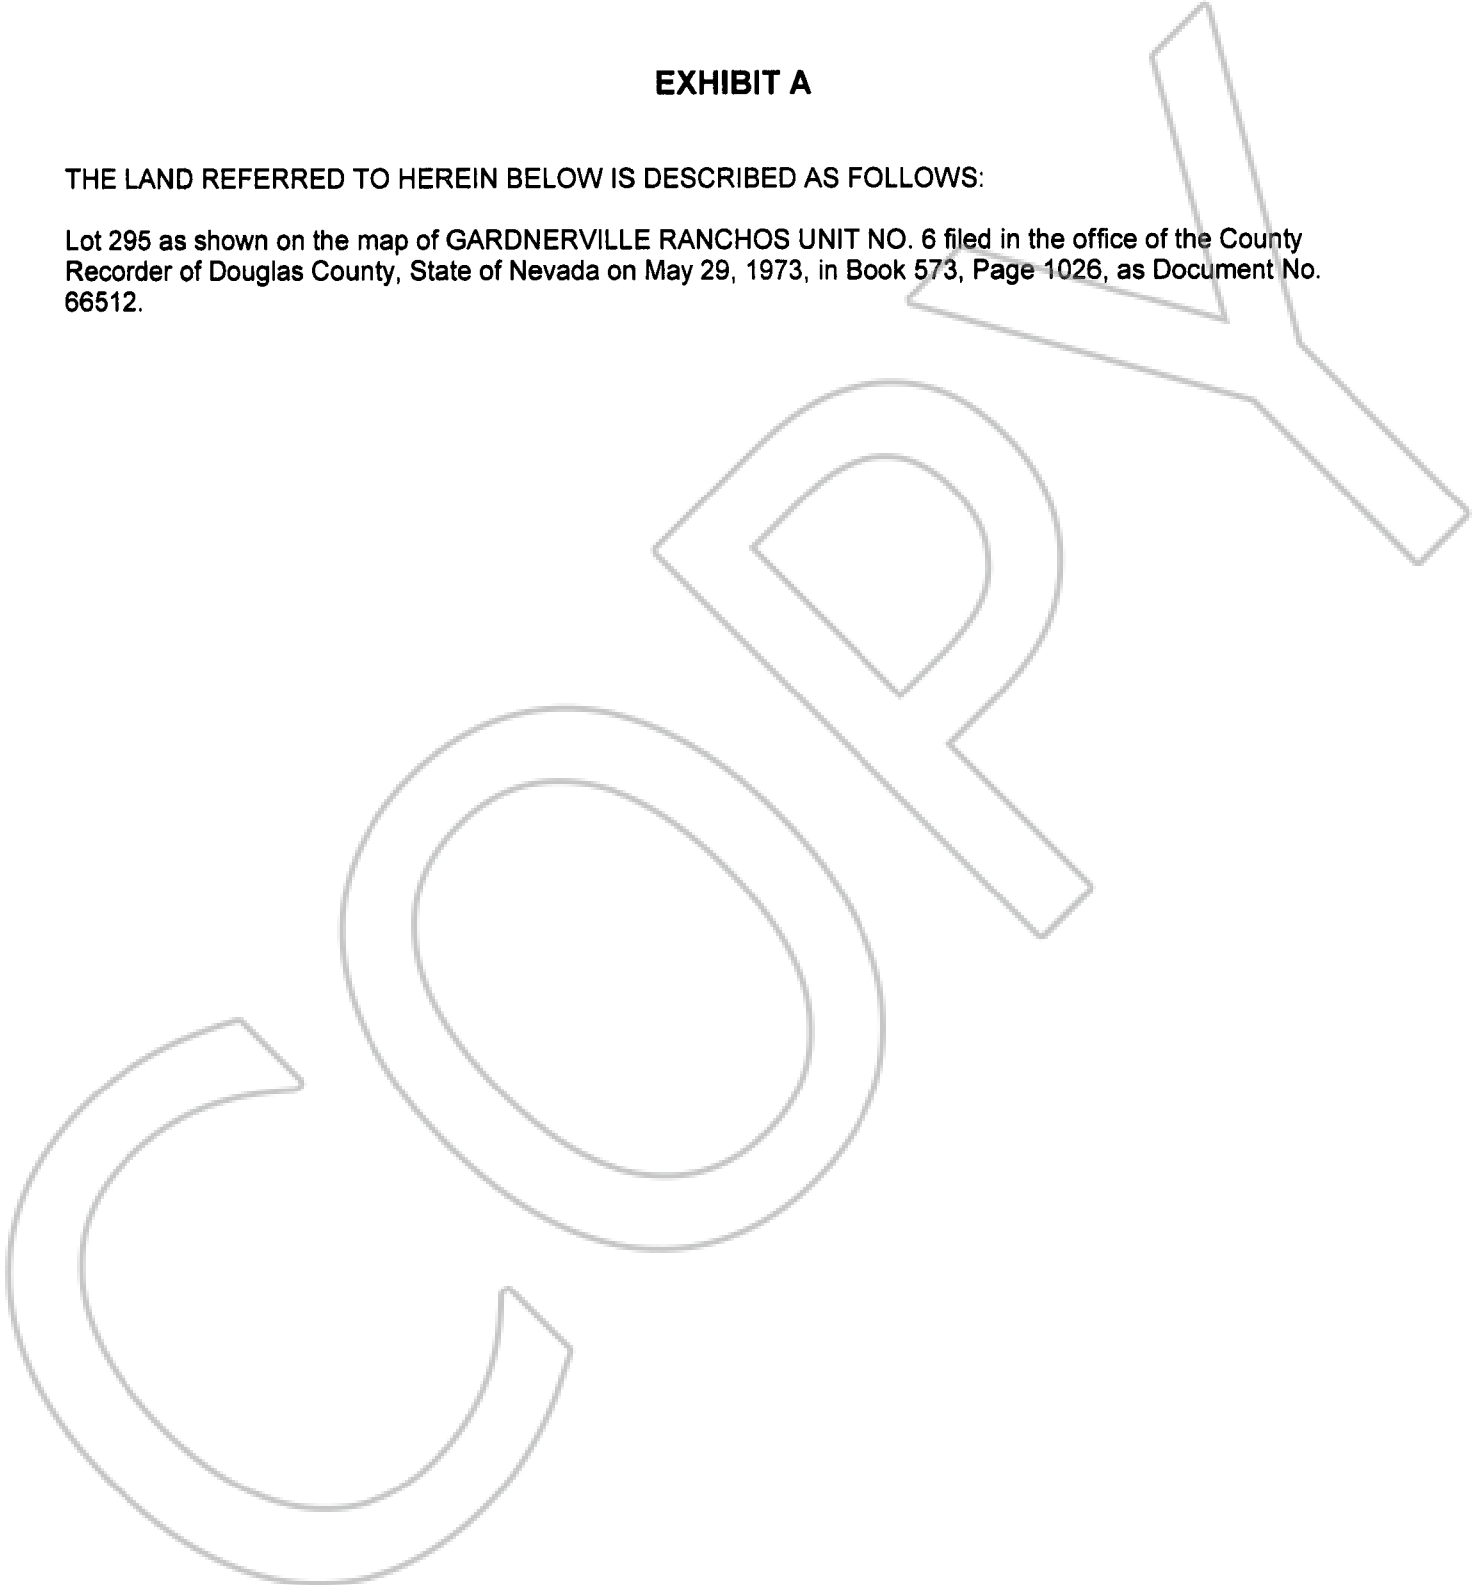 EXHIBIT A
THE LAND REFERRED TO HEREIN BELOW IS DESCRIBED AS FOLLOWS:
Lot 295 as shown on the map of GARDNERVILLE RANCHOS UNIT NO. 6 filed in the office of the County
Recorder of Douglas County, State of Nevada on May 29, 1973, in Book 573, Page 1026, as Document No.
66512.
COPY